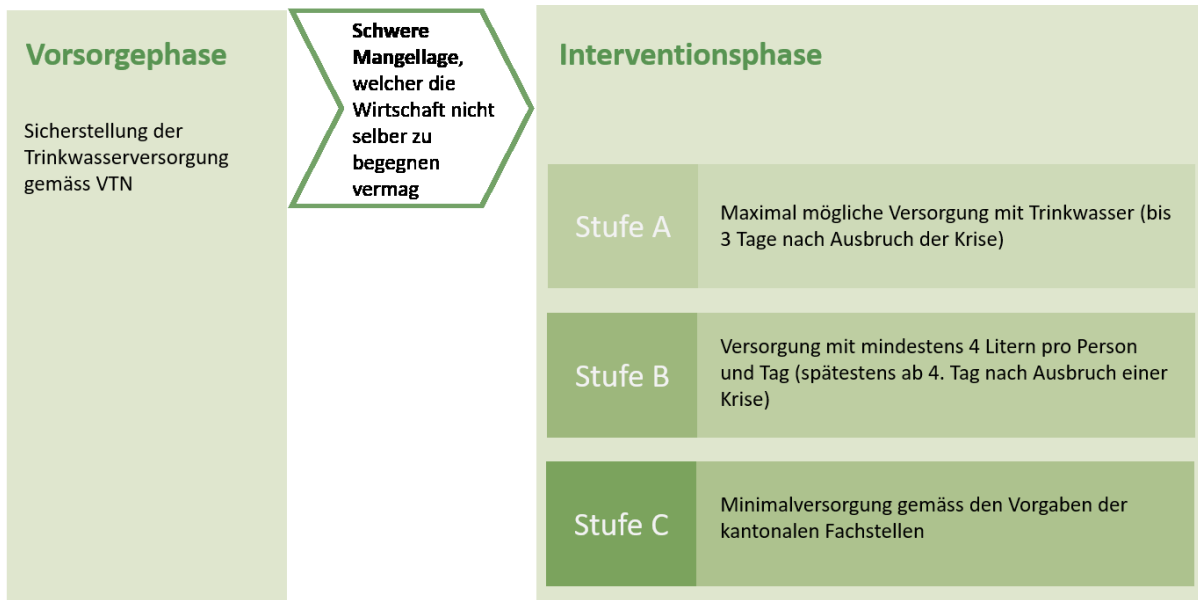 Vorsorgephase
Sicherstellung der
Trinkwasserversorgung
gemäss VTN
Schwere
Mangellage,
welcher die
Wirtschaft nicht
selber zu
begegnen
vermag
Interventionsphase
Stufe A
Maximal mögliche Versorgung mit Trinkwasser (bis
3 Tage nach Ausbruch der Krise)
Stufe B
Versorgung mit mindestens 4 Litern pro Person
und Tag (spätestens ab 4. Tag nach Ausbruch einer
Krise)
Stufe C
Minimalversorgung gemäss den Vorgaben der
kantonalen Fachstellen